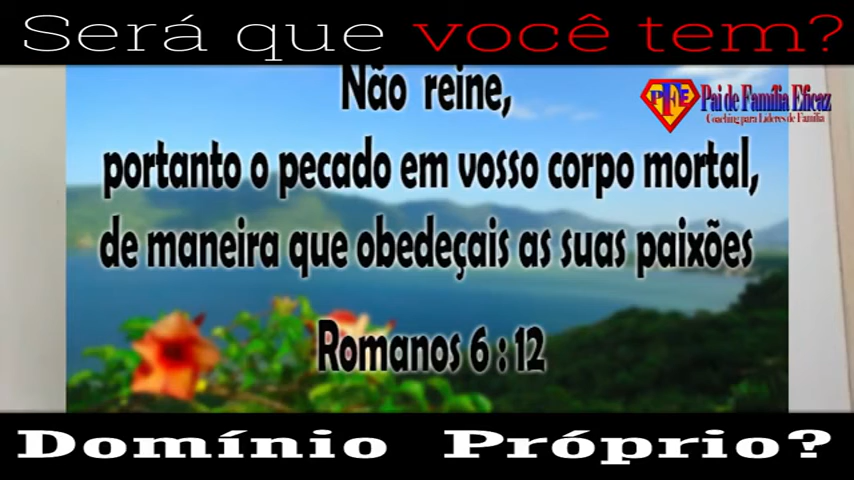 Será que você tem?
Não reine,
PFE
Pai de Família Eficaz
Coaching para Líderes de Família
portanto o pecado em vosso corpo mortal,
de maneira que obedeçais as suas paixões
Romanos 6 : 12
Domínio Próprio?